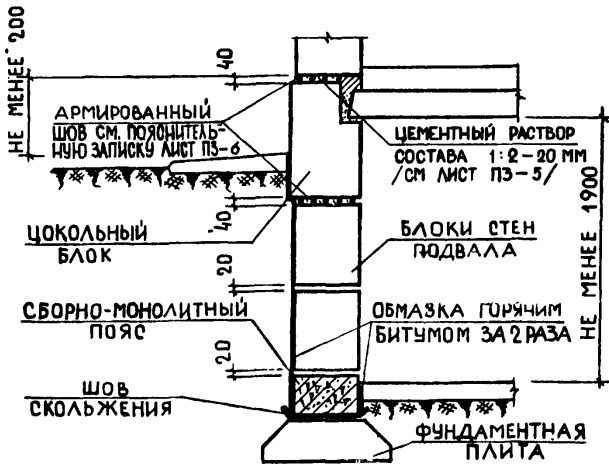 НЕ МЕНЕЕ 200
40
АРМИРОВАННЫЙ
ШОВ СМ. ПОЯСНИТЕЛЬ-
НУЮ ЗАПИСКУ ЛИСТ ПЗ-6
ЦЕМЕНТНЫЙ РАСТВОР
СОСТАВА 1:2-20 ММ
/СМ ЛИСТ ПЗ-5/
НЕ МЕНЕЕ 1900
40
ЦОКОЛЬНЫЙ
БЛОК
БЛОКИ СТЕН
ПОДВАЛА
20
СБОРНО-МОНОЛИТНЫЙ
ПОЯС
ОБМАЗКА ГОРЯЧИМ
БИТУМОМ ЗА 2 РАЗА
20
ШОВ
СКОЛЬЖЕНИЯ
ФУНДАМЕНТНАЯ
ПЛИТА